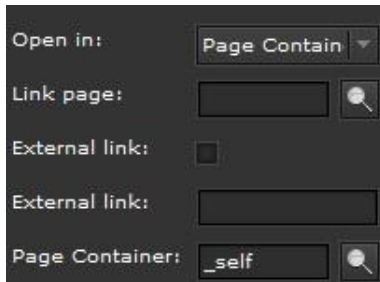 Open in: Page Contain
Link page:
External link:
External link:
Page Container: _self